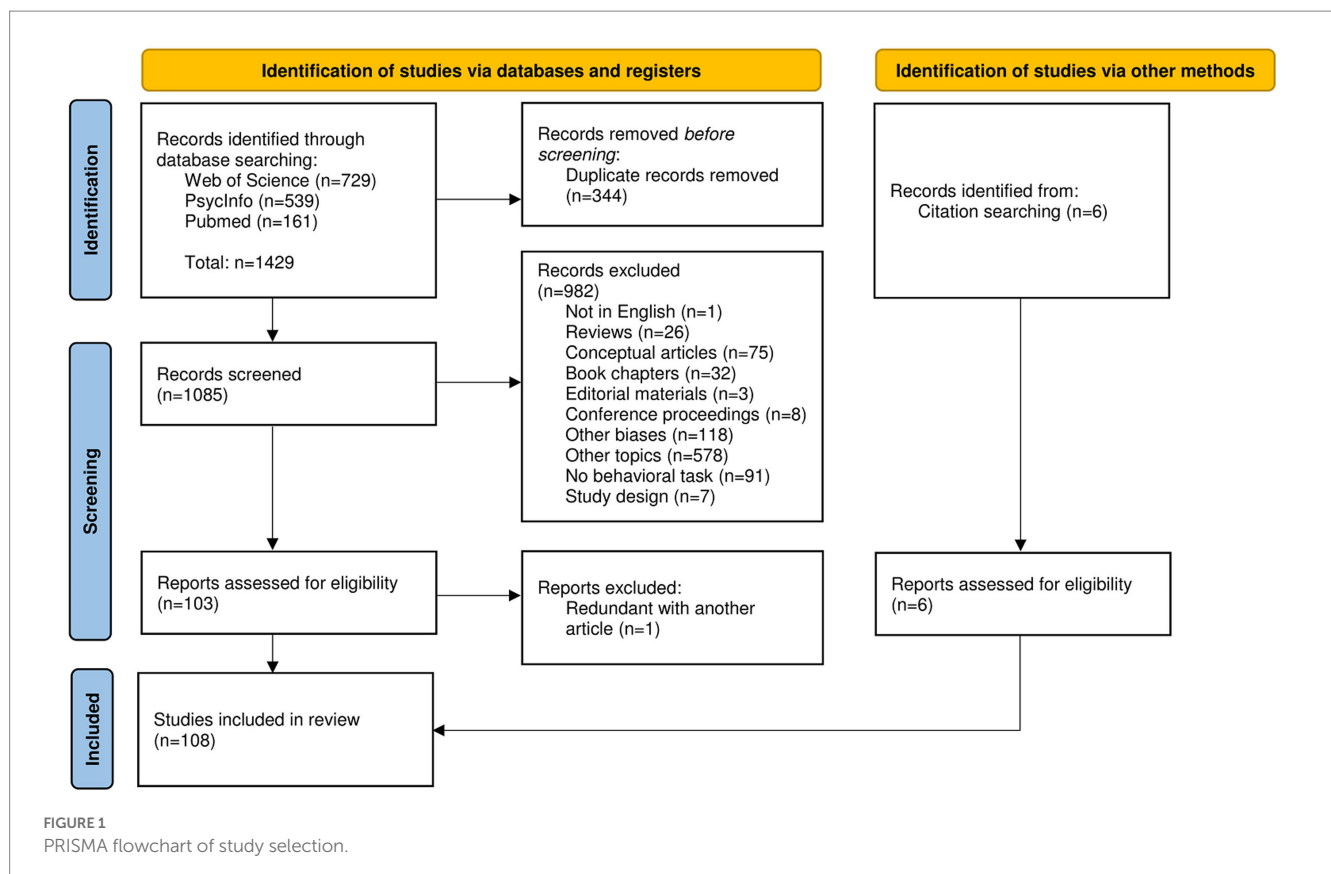 Identification of studies via databases and registers
Identification of studies via other methods
Identification
Records identified through
database searching:
Web of Science (n=729)
PsycInfo (n=539)
Pubmed (n=161)
Total: n=1429
Records removed before
screening:
Duplicate records removed
(n=344)
Records identified from:
Citation searching (n=6)
Screening
Records screened
(n=1085)
Records excluded
(n=982)
Not in English (n=1)
Reviews (n=26)
Conceptual articles (n=75)
Book chapters (n=32)
Editorial materials (n=3)
Conference proceedings (n=8)
Other biases (n=118)
Other topics (n=578)
No behavioral task (n=91)
Study design (n=7)
Reports assessed for eligibility
(n=103)
Reports excluded:
Redundant with another
article (n=1)
Reports assessed for eligibility
(n=6)
Included
Studies included in review
(n=108)
FIGURE 1
PRISMA flowchart of study selection.